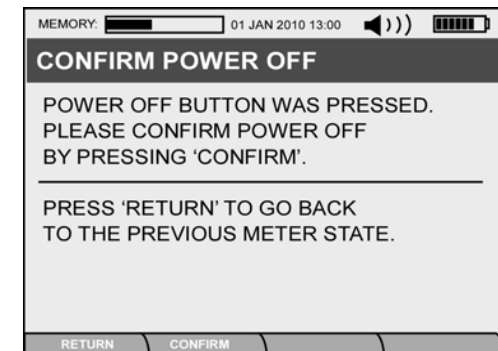 MEMORY: 01 JAN 2010 13:00
CONFIRM POWER OFF
POWER OFF BUTTON WAS PRESSED.
PLEASE CONFIRM POWER OFF
BY PRESSING ‘CONFIRM’.
PRESS ‘RETURN’ TO GO BACK
TO THE PREVIOUS METER STATE.
RETURN CONFIRM